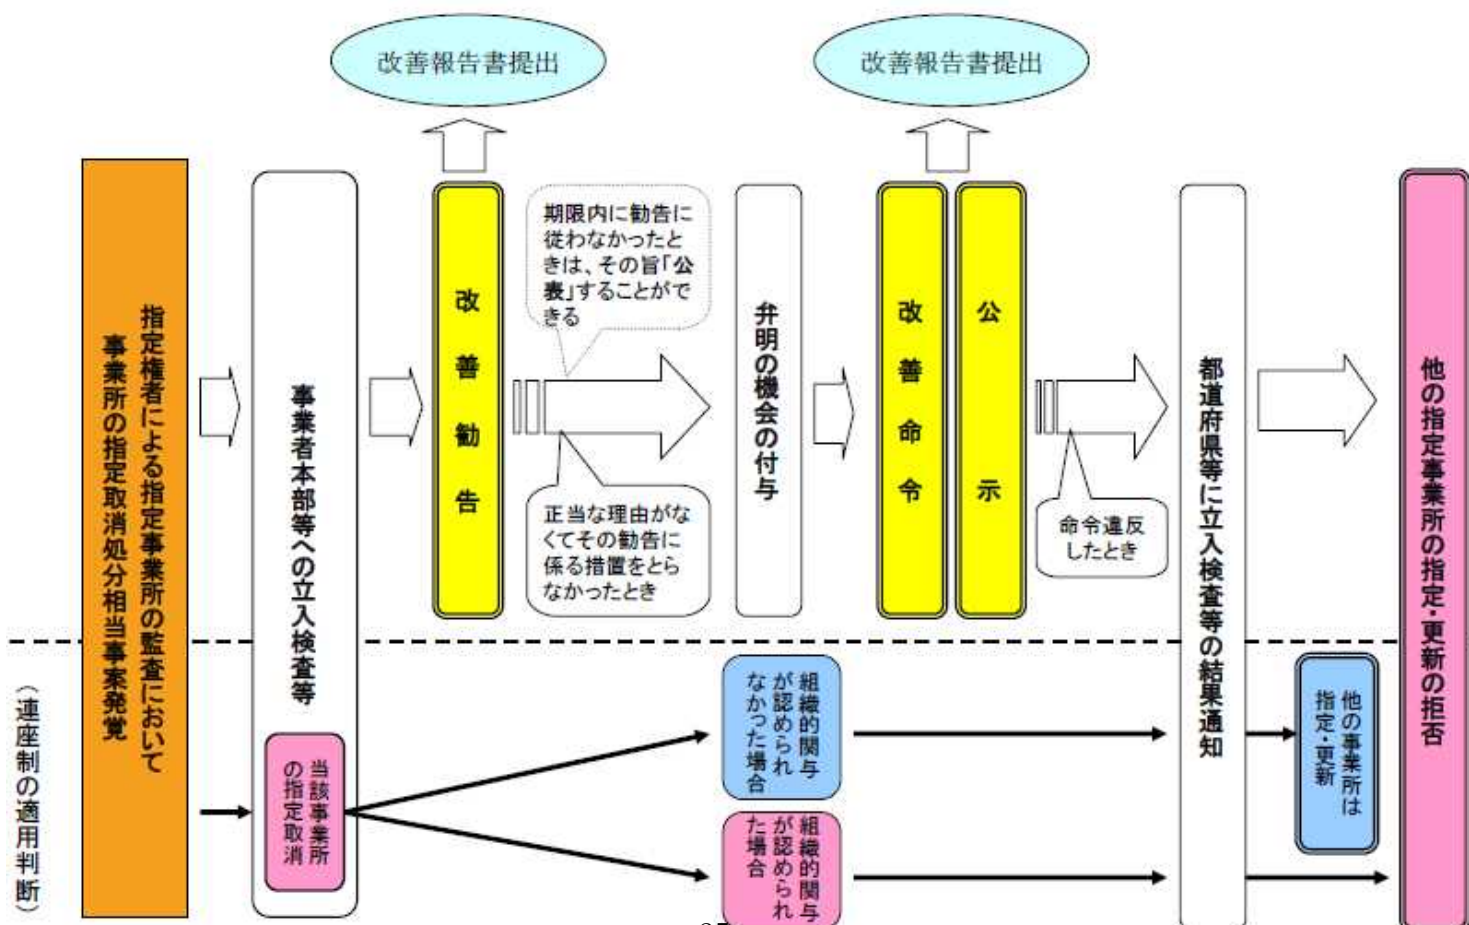 改善報告書提出
改善報告書提出
指定権者による指定事業所の監査において
事業所の指定取消処分相当事案発覚
事業者本部等への立入検査等
改善勧告
期限内に勧告に
従わなかったと
きは、その旨「公
表」することがで
きる
正当な理由がな
くてその勧告に
係る措置をとら
なかったとき
弁明の機会の付与
改善命令
公示
命令違反
したとき
都道府県等に立入検査等の結果通知
他の指定事業所の指定・更新の拒否
（連座制の適用判断）
当該事業所
の指定取消
組織的関与
が認められ
なかった場合
組織的関与
が認められ
た場合
他の事業所は
指定・更新